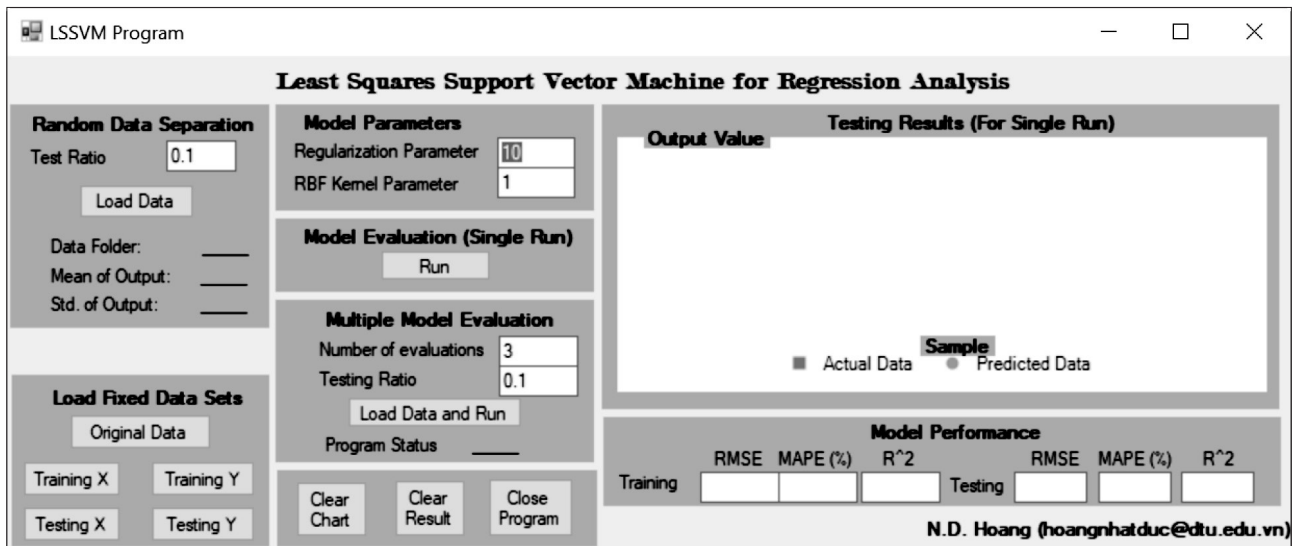 LSSVM Program
Least Squares Support Vector Machine for Regression Analysis
Random Data Separation
Test Ratio 0.1
Load Data
Data Folder:
Mean of Output:
Std. of Output:
Load Fixed Data Sets
Original Data
Training X Training Y
Testing X Testing Y
Model Parameters
Regularization Parameter 10
RBF Kernel Parameter 1
Model Evaluation (Single Run)
Run
Multiple Model Evaluation
Number of evaluations 3
Testing Ratio 0.1
Load Data and Run
Program Status
Clear Chart
Clear Result
Close Program
Testing Results (For Single Run)
Output Value
Sample
Actual Data Predicted Data
Model Performance
RMSE MAPE (%) R^2 RMSE MAPE (%) R^2
Training Testing
N.D. Hoang (hoangnhatduc@dtu.edu.vn)